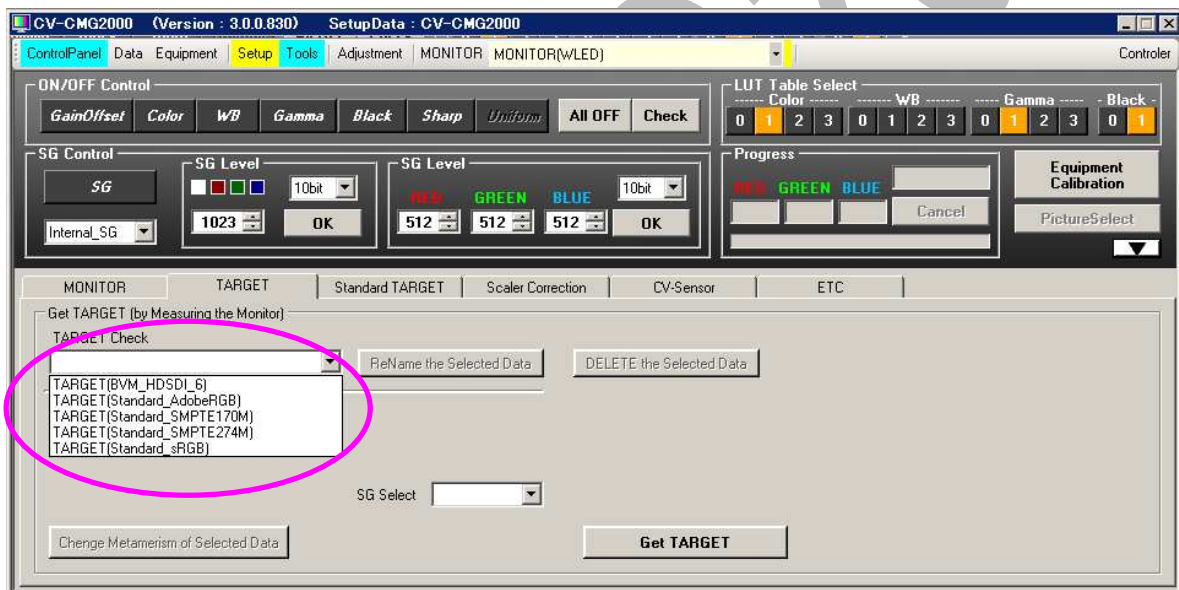 CV-CMG2000 (Version : 3.0.0.830) SetupData : CV-CMG2000
ControlPanel Data Equipment Setup Tools Adjustment MONITOR MONITOR(WLED) Controler
ON/OFF Control
GainOffset Color WB Gamma Black Sharp Uniform All OFF Check
LUT Table Select
------ Color ------ ------- WB ------- ----- Gamma ----- - Black -
0 1 2 3 0 1 2 3 0 1 2 3 0 1
SG Control
SG
Internal_SG
SG Level
10bit
1023 OK
SG Level
RED GREEN BLUE 10bit
512 512 512 OK
Progress
RED GREEN BLUE
Cancel
Equipment
Calibration
PictureSelect
MONITOR TARGET Standard TARGET Scaler Correction CV-Sensor ETC
Get TARGET (by Measuring the Monitor)
TARGET Check
ReName the Selected Data DELETE the Selected Data
TARGET(BVM_HDSDI_6)
TARGET(Standard_AdobeRGB)
TARGET(Standard_SMPTE170M)
TARGET(Standard_SMPTE274M)
TARGET(Standard_sRGB)
SG Select
Chenge Metamerism of Selected Data Get TARGET